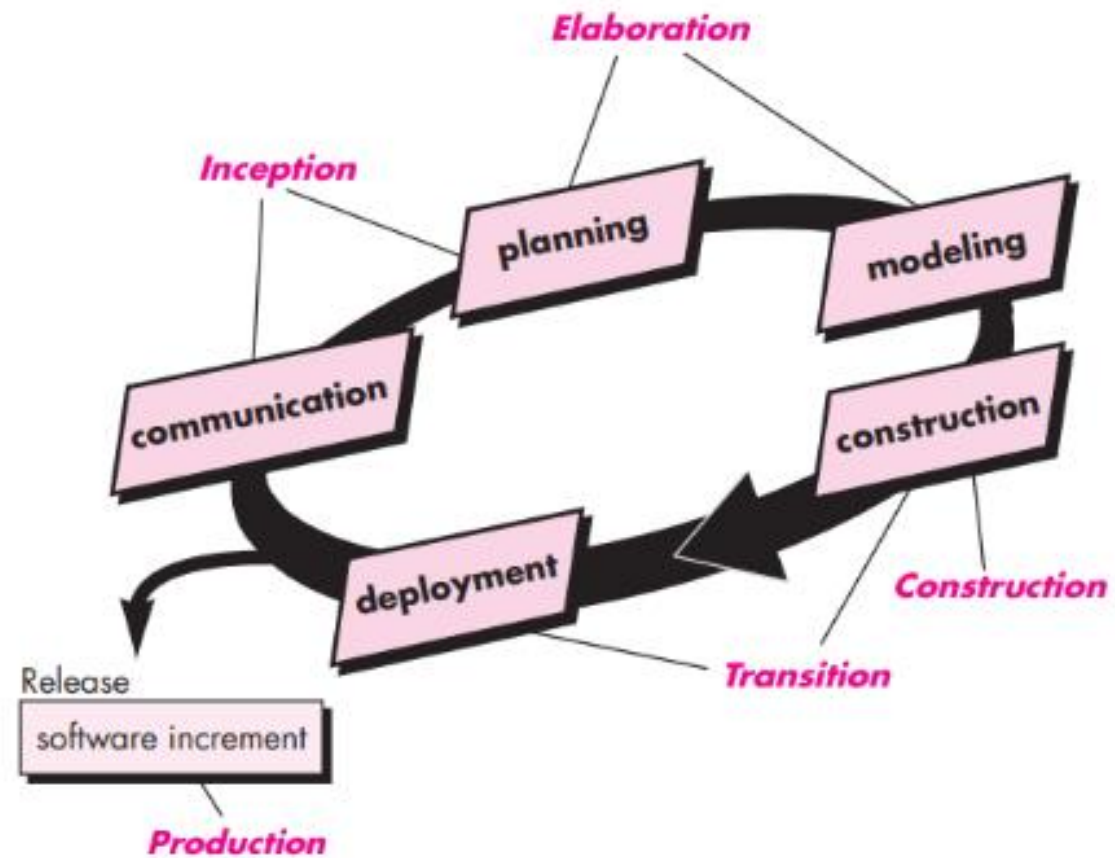 Elaboration
Inception
planning
modeling
communication
construction
deployment
Construction
Transition
Release
software increment
Production